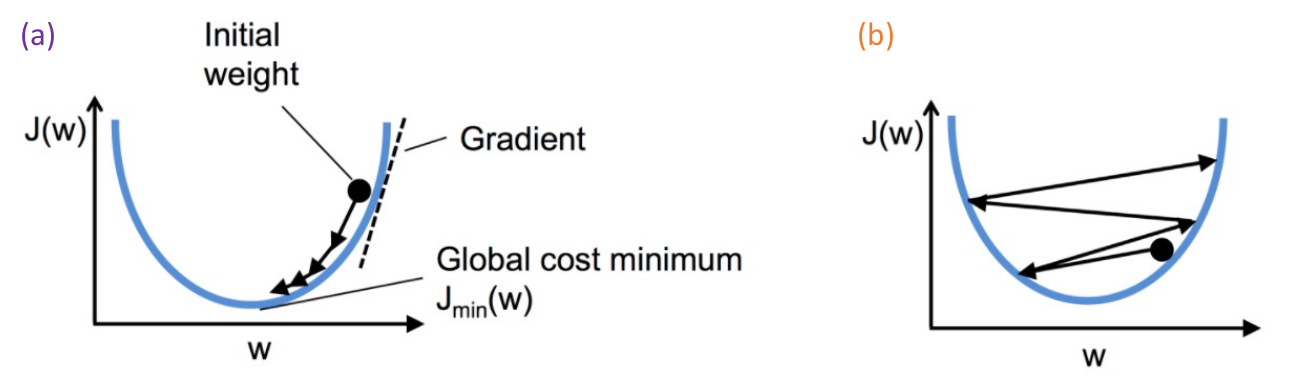 (a)
Initial
weight
J(w)
Gradient
Global cost minimum
Jmin(w)
w
(b)
J(w)
w